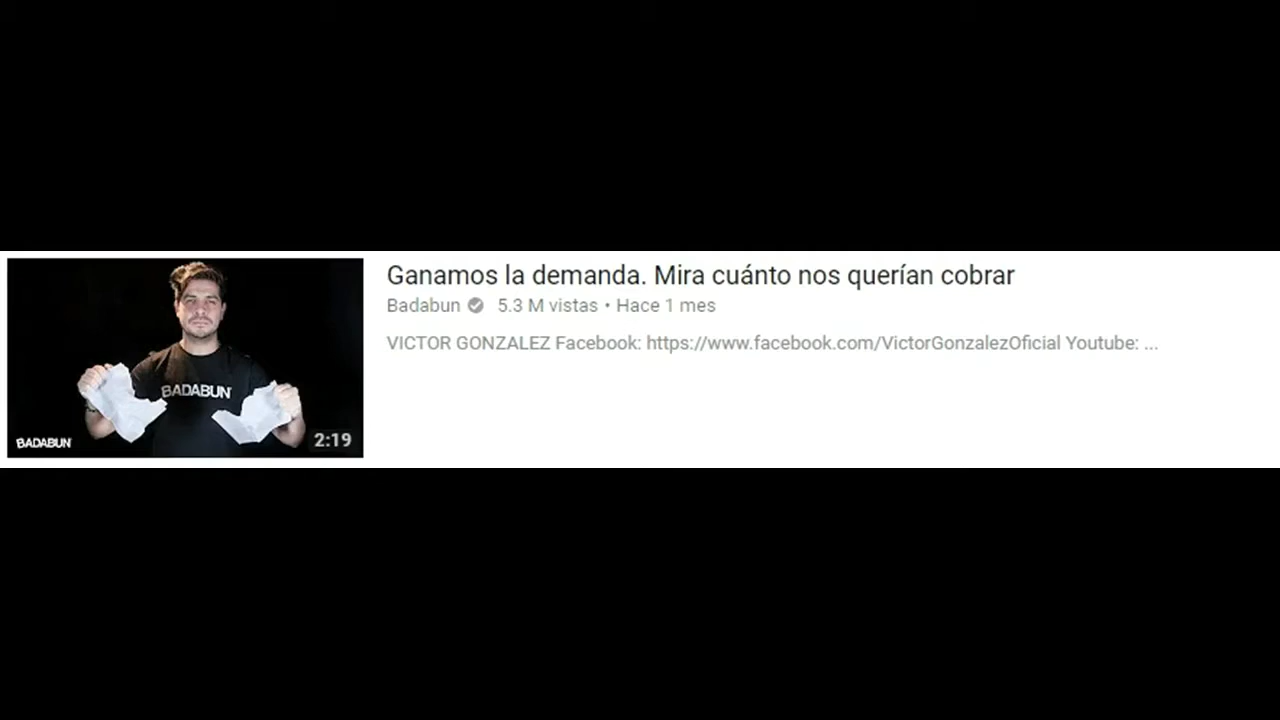 Ganamos la demanda. Mira cuánto nos querían cobrar
Badabun 5.3 M vistas • Hace 1 mes
VICTOR GONZALEZ Facebook: https://www.facebook.com/VictorGonzalezOficial Youtube: ...
BADABUN
BADABUN
2:19